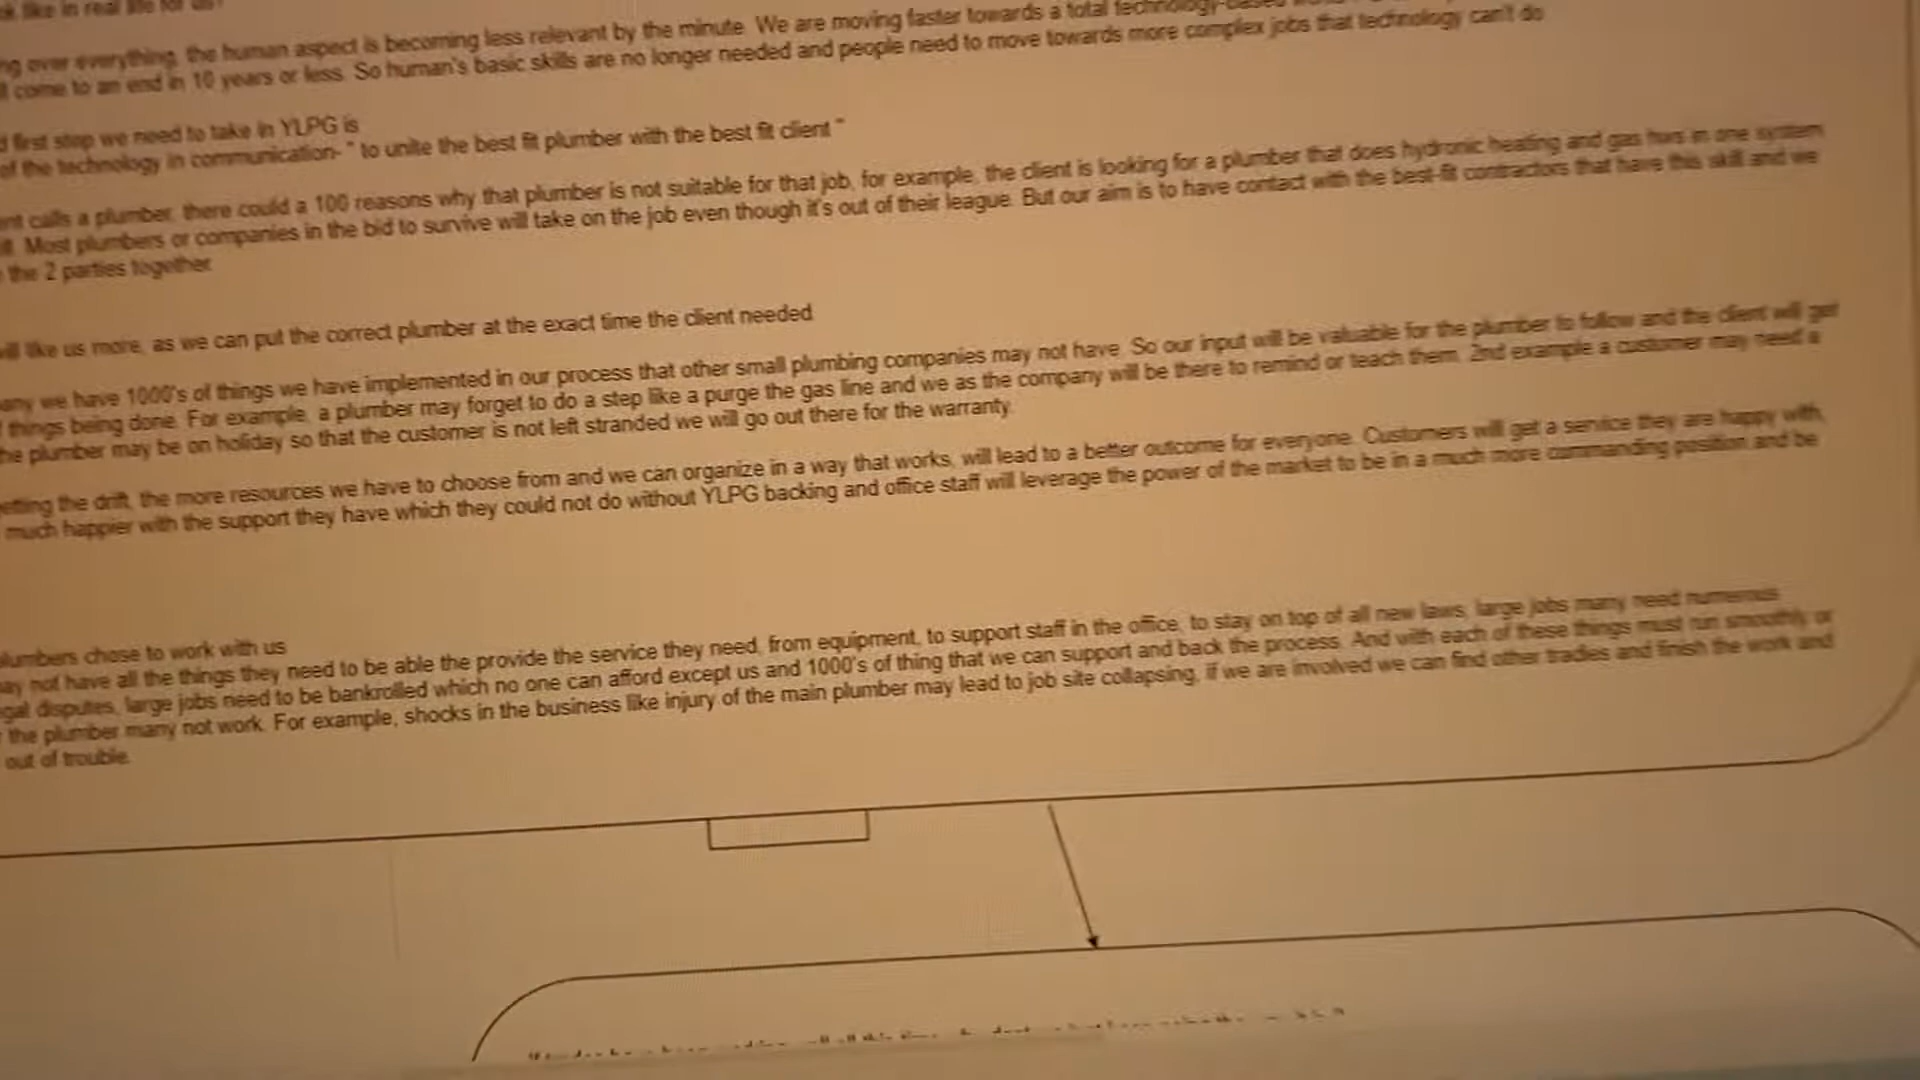 like in real life for us?
over everything, the human aspect is becoming less relevant by the minute. We are moving faster towards a total technology-based
come to an end in 10 years or less. So human's basic skills are no longer needed and people need to move towards more complex jobs that technology can't do
first step we need to take in YLPG is
of the technology in communication- " to unite the best fit plumber with the best fit client "
calls a plumber, there could a 100 reasons why that plumber is not suitable for that job, for example, the client is looking for a plumber that does hydronic heating and gas hws in one system
Most plumbers or companies in the bid to survive will take on the job even though it's out of their league. But our aim is to have contact with the best-fit contractors that have this skill and we
the 2 parties together.
will like us more, as we can put the correct plumber at the exact time the client needed
we have 1000's of things we have implemented in our process that other small plumbing companies may not have. So our input will be valuable for the plumber to follow and the client will get
things being done. For example, a plumber may forget to do a step like a purge the gas line and we as the company will be there to remind or teach them. 2nd example a customer may need a
plumber may be on holiday so that the customer is not left stranded we will go out there for the warranty.
the drift, the more resources we have to choose from and we can organize in a way that works, will lead to a better outcome for everyone. Customers will get a service they are happy with,
much happier with the support they have which they could not do without YLPG backing and office staff will leverage the power of the market to be in a much more commanding position and be
plumbers chose to work with us
may not have all the things they need to be able the provide the service they need, from equipment, to support staff in the office, to stay on top of all new laws, large jobs many need numerous
disputes, large jobs need to be bankrolled which no one can afford except us and 1000's of thing that we can support and back the process. And with each of these things must run smoothly or
the plumber many not work. For example, shocks in the business like injury of the main plumber may lead to job site collapsing, if we are involved we can find other tradies and finish the work and
out of trouble.